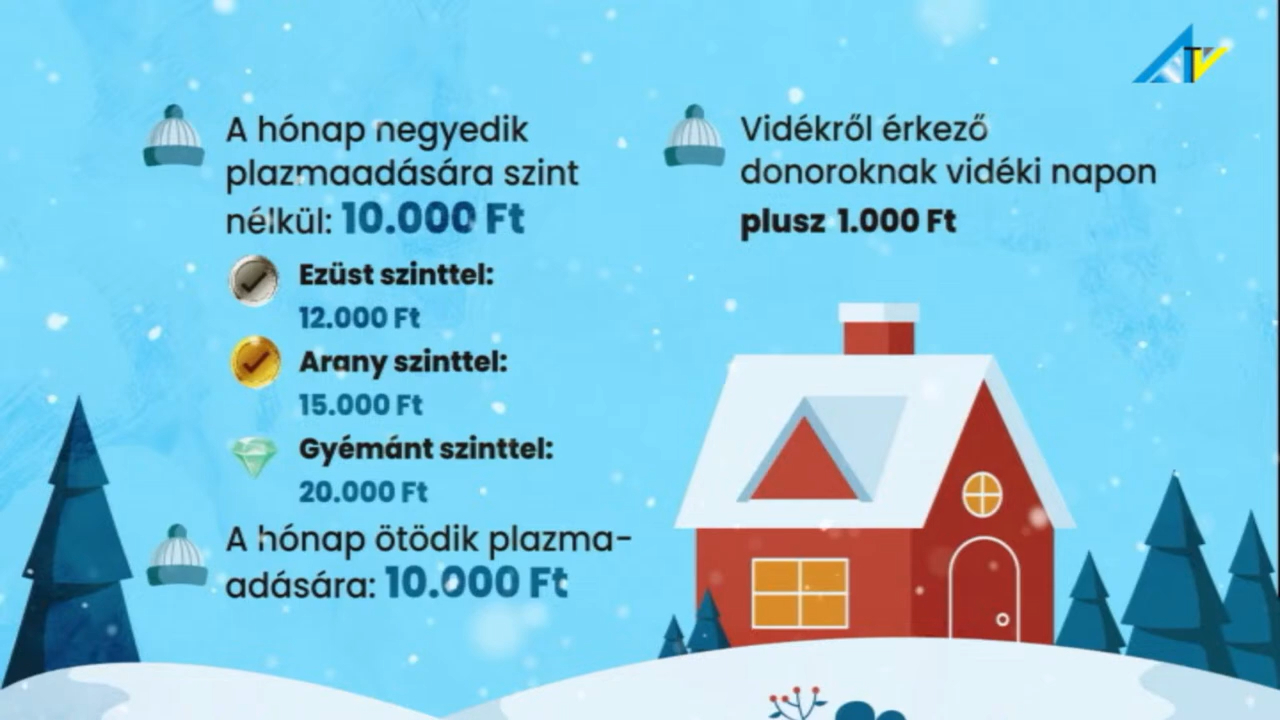 ATV
A hónap negyedik
plazmaadására szint
nélkül: 10.000 Ft
Ezüst szinttel:
12.000 Ft
Arany szinttel:
15.000 Ft
Gyémánt szinttel:
20.000 Ft
A hónap ötödik plazma-
adására: 10.000 Ft
Vidékről érkező
donoroknak vidéki napon
plusz 1.000 Ft